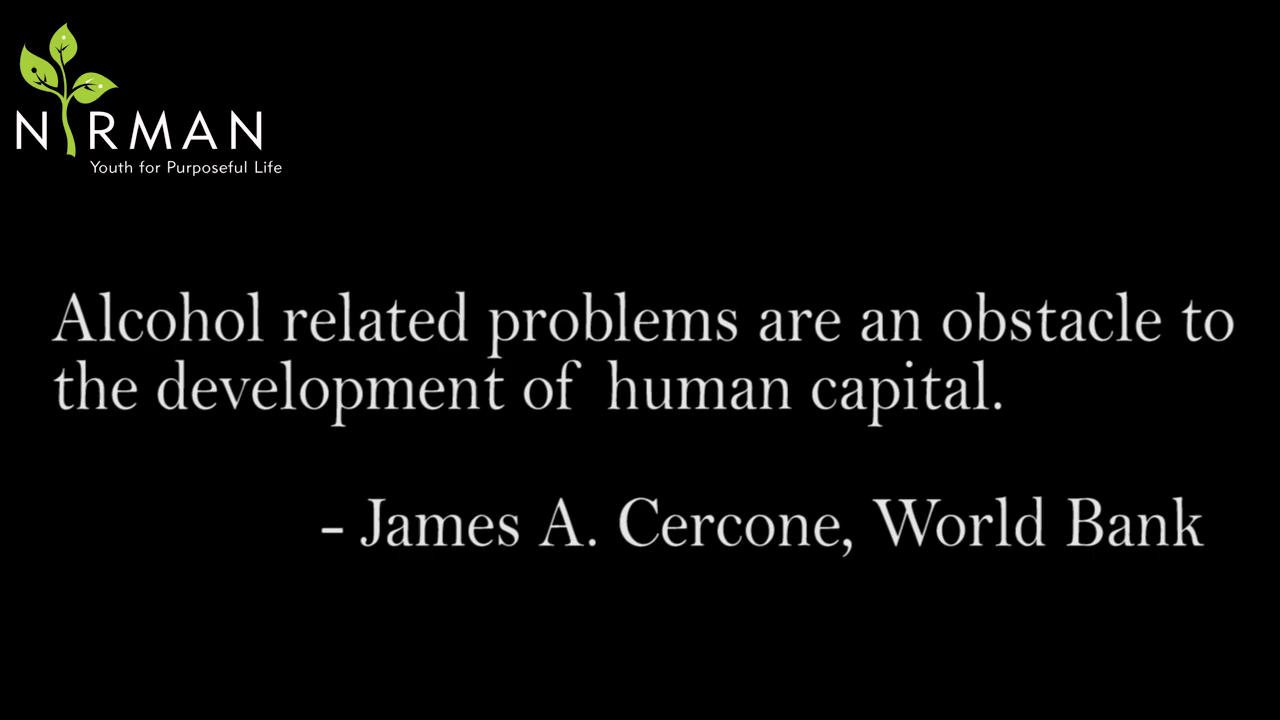 NIRMAN
Youth for Purposeful Life
Alcohol related problems are an obstacle to
the development of human capital.
- James A. Cercone, World Bank